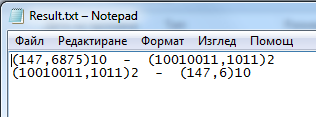 Result.txt – Notepad
Файл Редактиране Формат Изглед Помощ
(147,6875)10 - (10010011,1011)2
(10010011,1011)2 - (147,6)10